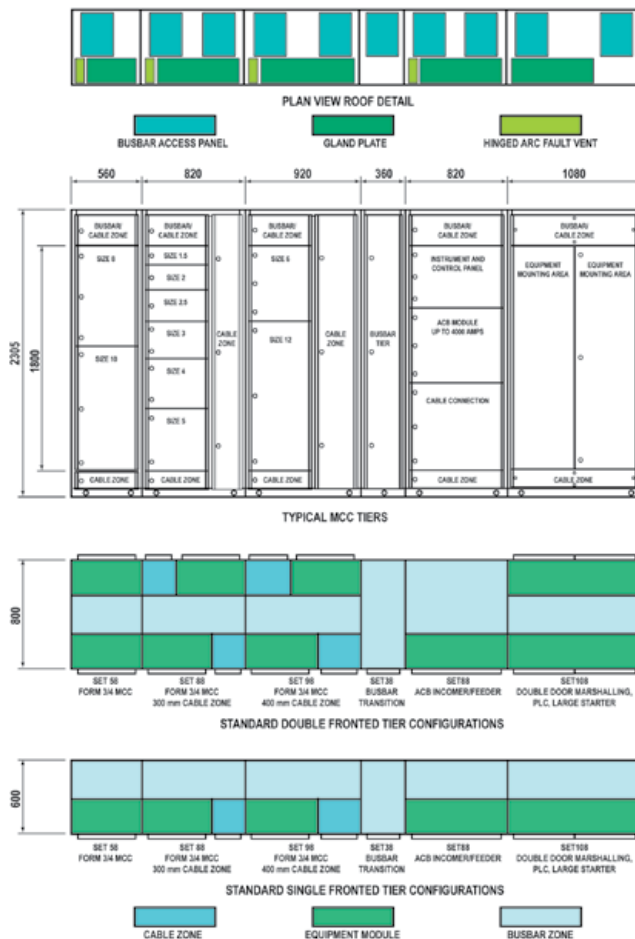 PLAN VIEW ROOF DETAIL
BUSBAR ACCESS PANEL
GLAND PLATE
HINGED ARC FAULT VENT
560 820 920 360 820 1080
2305
1800
BUSBAR/
CABLE ZONE
SIZE 8
SIZE 10
CABLE ZONE
BUSBAR/
CABLE ZONE
SIZE 1.5
SIZE 2
SIZE 2.5
SIZE 3
SIZE 4
SIZE 5
CABLE ZONE
CABLE
ZONE
BUSBAR/
CABLE ZONE
SIZE 6
SIZE 12
CABLE ZONE
CABLE
ZONE
BUSBAR
TIER
BUSBAR/
CABLE ZONE
INSTRUMENT AND
CONTROL PANEL
ACB MODULE
UP TO 4000 AMPS
CABLE CONNECTION
CABLE ZONE
BUSBAR/
CABLE ZONE
EQUIPMENT
MOUNTING AREA
EQUIPMENT
MOUNTING AREA
CABLE ZONE
TYPICAL MCC TIERS
800
SET 58
FORM 3/4 MCC
SET 88
FORM 3/4 MCC
300 mm CABLE ZONE
SET 98
FORM 3/4 MCC
400 mm CABLE ZONE
SET38
BUSBAR
TRANSITION
SET88
ACB INCOMER/FEEDER
SET108
DOUBLE DOOR MARSHALLING,
PLC, LARGE STARTER
STANDARD DOUBLE FRONTED TIER CONFIGURATIONS
600
SET 58
FORM 3/4 MCC
SET 88
FORM 3/4 MCC
300 mm CABLE ZONE
SET 98
FORM 3/4 MCC
400 mm CABLE ZONE
SET38
BUSBAR
TRANSITION
SET88
ACB INCOMER/FEEDER
SET108
DOUBLE DOOR MARSHALLING,
PLC, LARGE STARTER
STANDARD SINGLE FRONTED TIER CONFIGURATIONS
CABLE ZONE
EQUIPMENT MODULE
BUSBAR ZONE